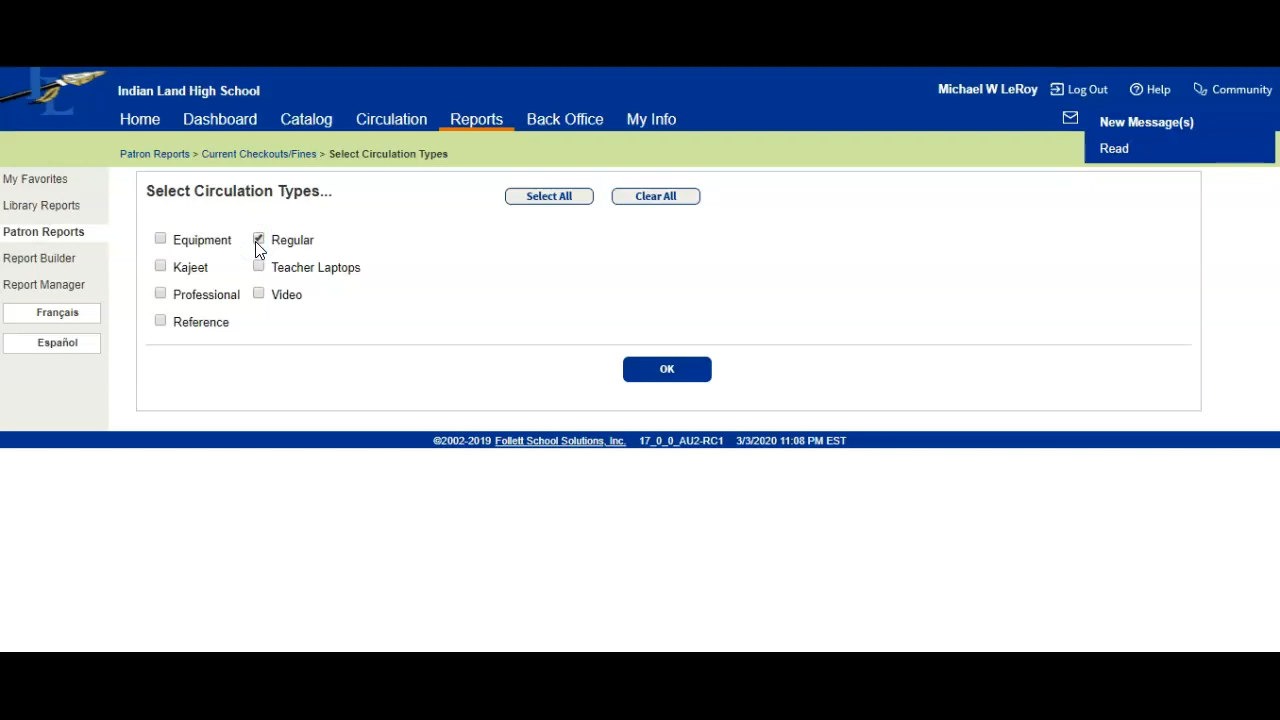 Indian Land High School
Michael W LeRoy Log Out Help Community
Home Dashboard Catalog Circulation Reports Back Office My Info
New Message(s)
Read
Patron Reports > Current Checkouts/Fines > Select Circulation Types
My Favorites
Library Reports
Patron Reports
Report Builder
Report Manager
Français
Español
Select Circulation Types...
Select All Clear All
Equipment Regular
Kajeet Teacher Laptops
Professional Video
Reference
OK
©2002-2019 Follett School Solutions, Inc. 17_0_0_AU2-RC1 3/3/2020 11:08 PM EST